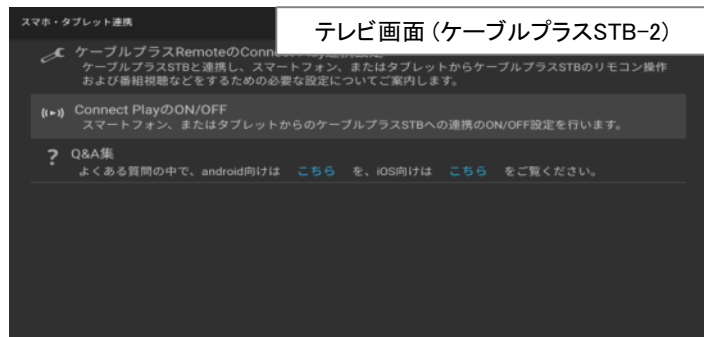 スマホ・タブレット連携
テレビ画面（ケーブルプラスSTB-2）
ケーブルプラスRemoteのConn
ケーブルプラスSTBと連携し、スマートフォン、またはタブレットからケーブルプラスSTBのリモコン操作
および番組視聴などをするための必要な設定についてご案内します。
Connect PlayのON/OFF
スマートフォン、またはタブレットからのケーブルプラスSTBへの連携のON/OFF設定を行います。
Q&A集
よくある質問の中で、android向けは こちら を、iOS向けは こちら をご覧ください。